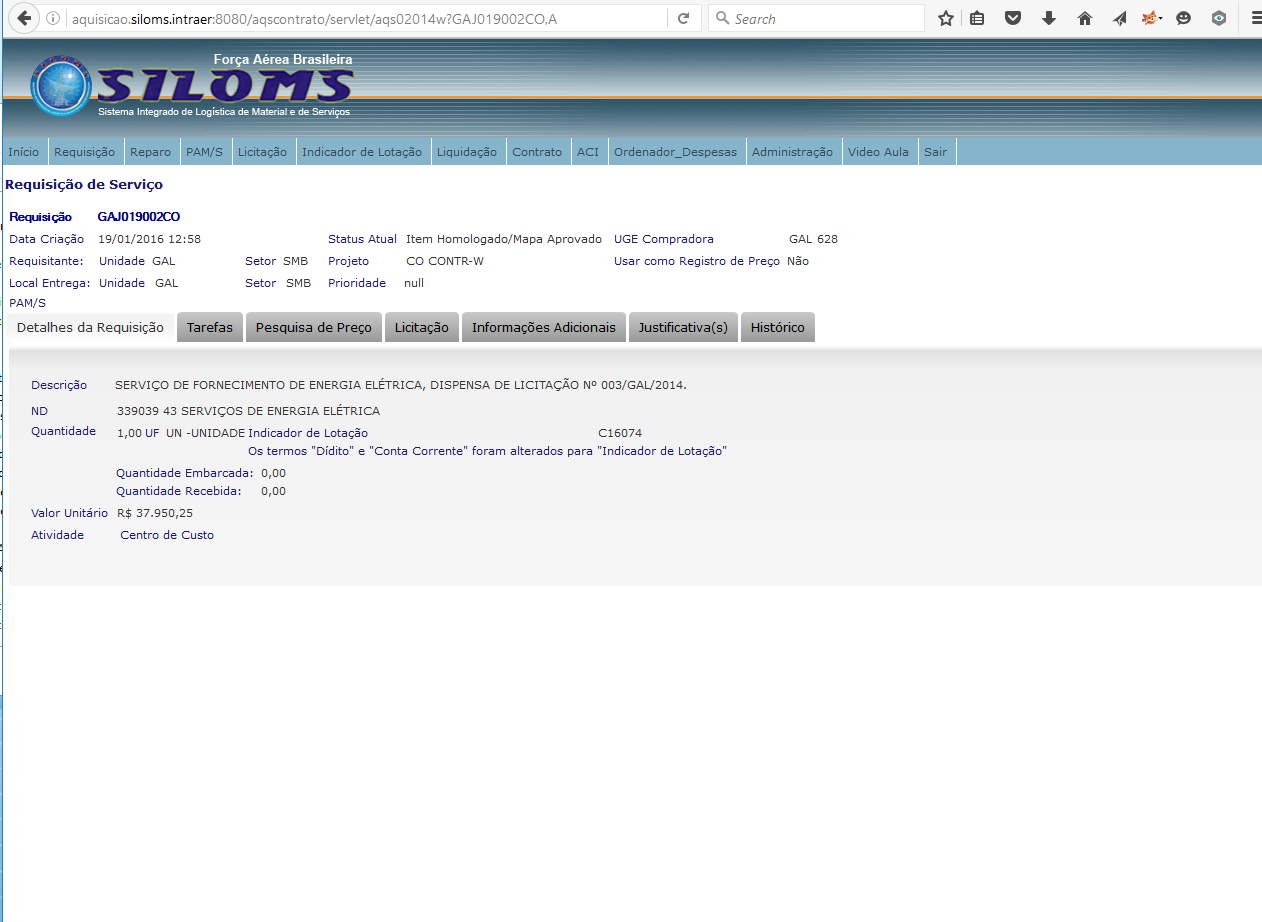 aquisicao.siloms.intraer:8080/aqscontrato/servlet/aqs02014w?GAJ019002CO,A Search
Força Aérea Brasileira
SILOMS
Sistema Integrado de Logística de Material e de Serviços
Início Requisição Reparo PAM/S Licitação Indicador de Lotação Liquidação Contrato ACI Ordenador_Despesas Administração Video Aula Sair
Requisição de Serviço
Requisição GAJ019002CO
Data Criação 19/01/2016 12:58 Status Atual Item Homologado/Mapa Aprovado UGE Compradora GAL 628
Requisitante: Unidade GAL Setor SMB Projeto CO CONTR-W Usar como Registro de Preço Não
Local Entrega: Unidade GAL Setor SMB Prioridade null
PAM/S
Detalhes da Requisição Tarefas Pesquisa de Preço Licitação Informações Adicionais Justificativa(s) Histórico
Descrição SERVIÇO DE FORNECIMENTO DE ENERGIA ELÉTRICA, DISPENSA DE LICITAÇÃO Nº 003/GAL/2014.
ND 339039 43 SERVIÇOS DE ENERGIA ELÉTRICA
Quantidade 1,00 UF UN -UNIDADE Indicador de Lotação C16074
Os termos "Dídito" e "Conta Corrente" foram alterados para "Indicador de Lotação"
Quantidade Embarcada: 0,00
Quantidade Recebida: 0,00
Valor Unitário R$ 37.950,25
Atividade Centro de Custo